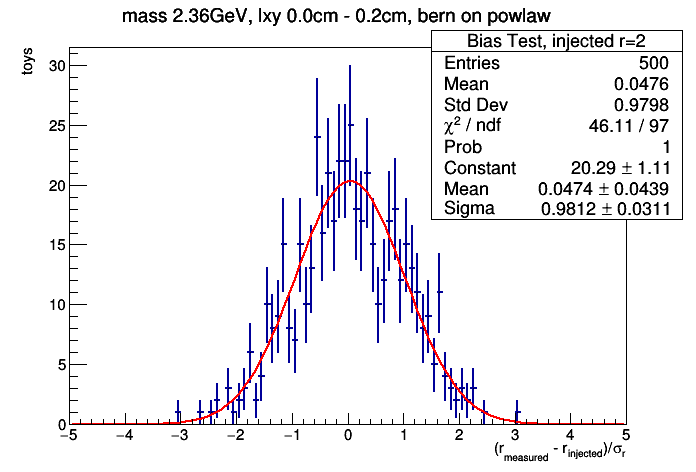 mass 2.36GeV, lxy 0.0cm - 0.2cm, bern on powlaw
Bias Test, injected r=2
Entries 500
Mean 0.0476
Std Dev 0.9798
χ² / ndf 46.11 / 97
Prob 1
Constant 20.29 ± 1.11
Mean 0.0474 ± 0.0439
Sigma 0.9812 ± 0.0311
toys
30
25
20
15
10
5
0
−5 −4 −3 −2 −1 0 1 2 3 4 5
(r_measured - r_injected)/σ_r